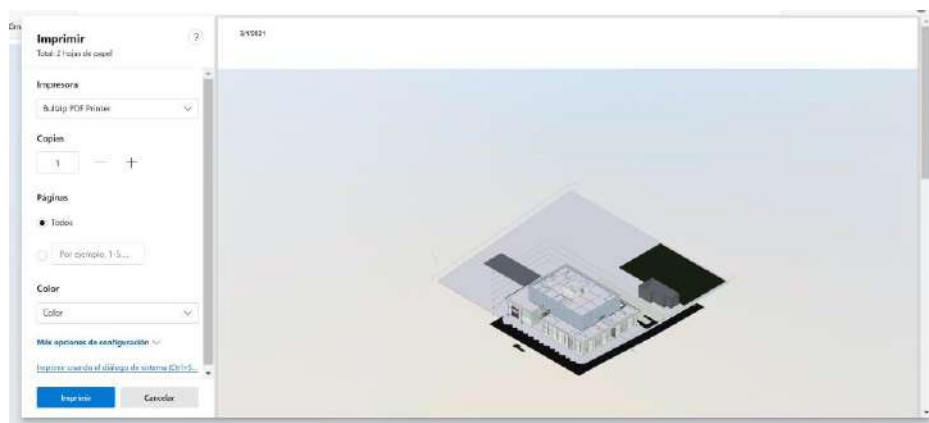 Imprimir
?
Total: 2 hojas de papel
Impresora
Bullzip PDF Printer
Copias
1
Páginas
Todos
Por ejemplo, 1-5,...
Color
Color
Más opciones de configuración
Imprimir usando el diálogo de sistema (Ctrl+S...
Imprimir
Cancelar